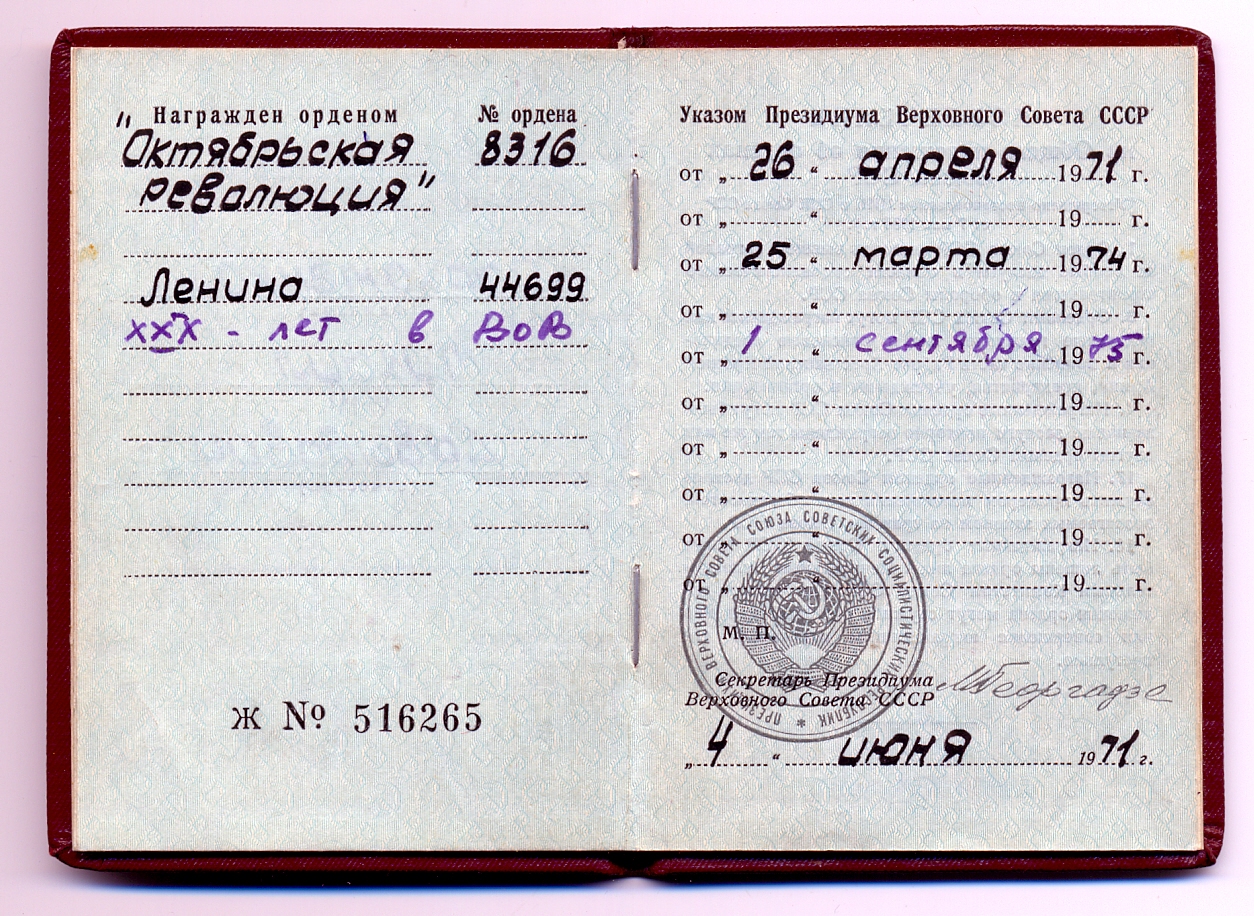 Награжден орденом № ордена
"Октябрьская 8316
революция"
Ленина 44699
XXX - лет в ВоВ
Ж № 516265
Указом Президиума Верховного Совета СССР
от „ 26 “ апреля 1971 г.
от „ “ 19 г.
от „ 25 “ марта 1974 г.
от „ “ 19 г.
от „ 1 “ сентября 1975 г.
от „ “ 19 г.
от „ “ 19 г.
от „ “ 19 г.
от „ “ 19 г.
от „ “ 19 г.
ПРЕЗИДИУМ ВЕРХОВНОГО СОВЕТА СОЮЗА СОВЕТСКИХ СОЦИАЛИСТИЧЕСКИХ РЕСПУБЛИК *
М. П.
Секретарь Президиума
Верховного Совета СССР МГеоргадзе
„ 4 “ июня 1971 г.